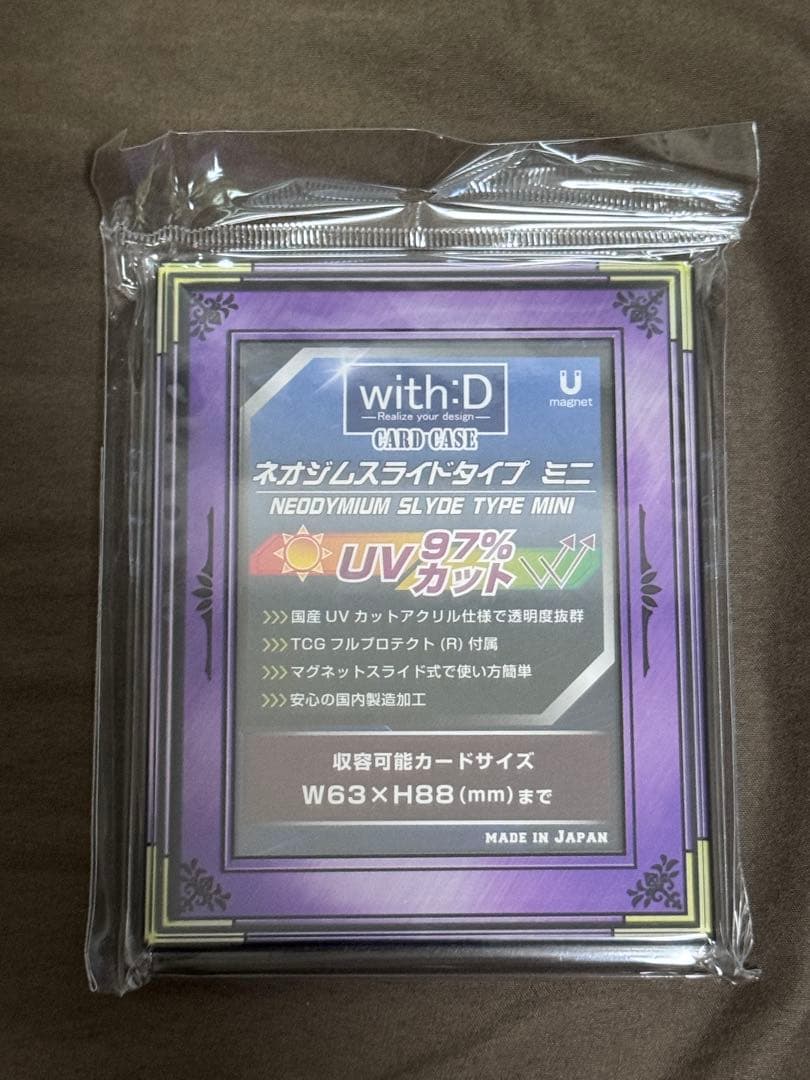 with:D
Realize your design
CARD CASE
magnet
ネオジムスライドタイプ ミニ
NEODYMIUM SLYDE TYPE MINI
UV97%カット
>>>国産UVカットアクリル仕様で透明度抜群
>>>TCGフルプロテクト(R)付属
>>>マグネットスライド式で使い方簡単
>>>安心の国内製造加工
収容可能カードサイズ
W63×H88(mm)まで
MADE IN JAPAN